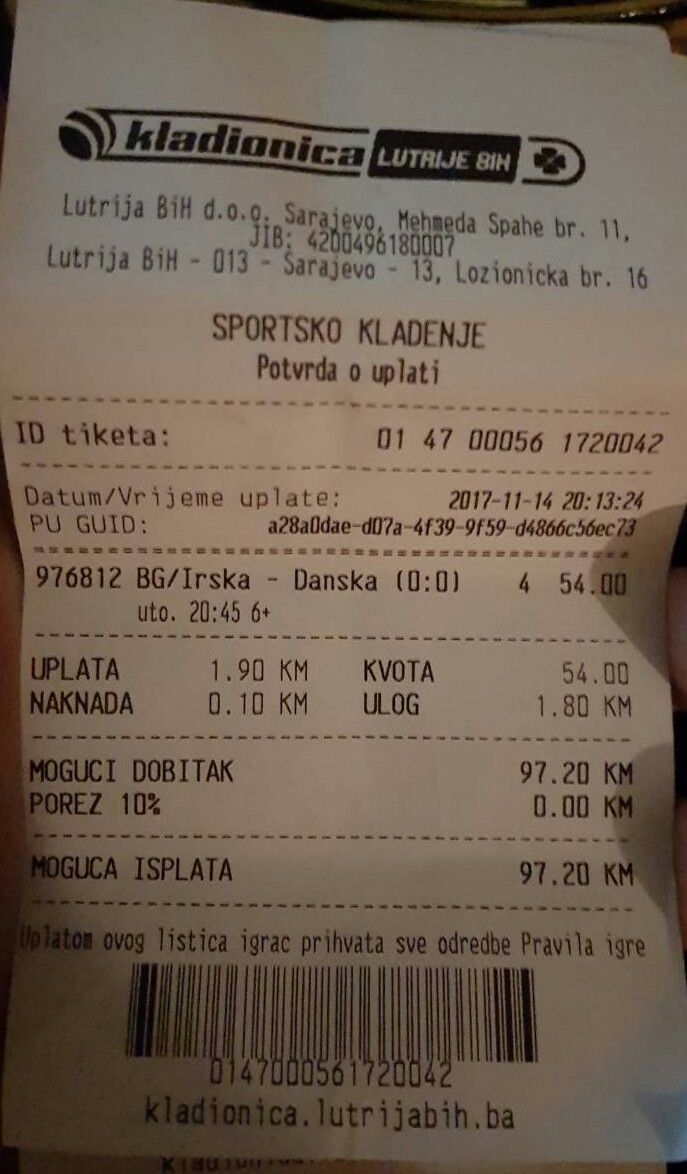 kladionica LUTRIJE BIH
Lutrija BiH d.o.o. Sarajevo, Mehmeda Spahe br. 11,
JIB: 4200496180007
Lutrija BiH - 013 - Sarajevo - 13, Lozionicka br. 16
SPORTSKO KLADENJE
Potvrda o uplati
ID tiketa: 01 47 00056 1720042
Datum/Vrijeme uplate: 2017-11-14 20:13:24
PU GUID: a28a0dae-d07a-4f39-9f59-d4866c56ec73
976812 BG/Irska - Danska (0:0) 4 54.00
uto. 20:45 6+
UPLATA 1.90 KM KVOTA 54.00
NAKNADA 0.10 KM ULOG 1.80 KM
MOGUCI DOBITAK 97.20 KM
POREZ 10% 0.00 KM
MOGUCA ISPLATA 97.20 KM
Uplatom ovog listica igrac prihvata sve odredbe Pravila igre
0147000561720042
kladionica.lutrijabih.ba